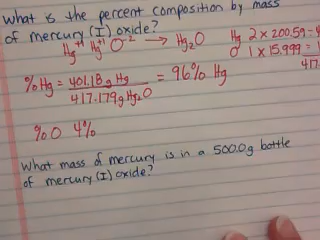 What is the percent composition by mass
of mercury (I) oxide?
Hg⁺¹ Hg⁺¹ O⁻² → Hg₂O
Hg 2 × 200.59 =
O 1 × 15.999 =
417.
%Hg = 401.18g Hg / 417.179g Hg₂O = 96% Hg
%O 4%
What mass of mercury is in a 500.0g bottle
of mercury (I) oxide?